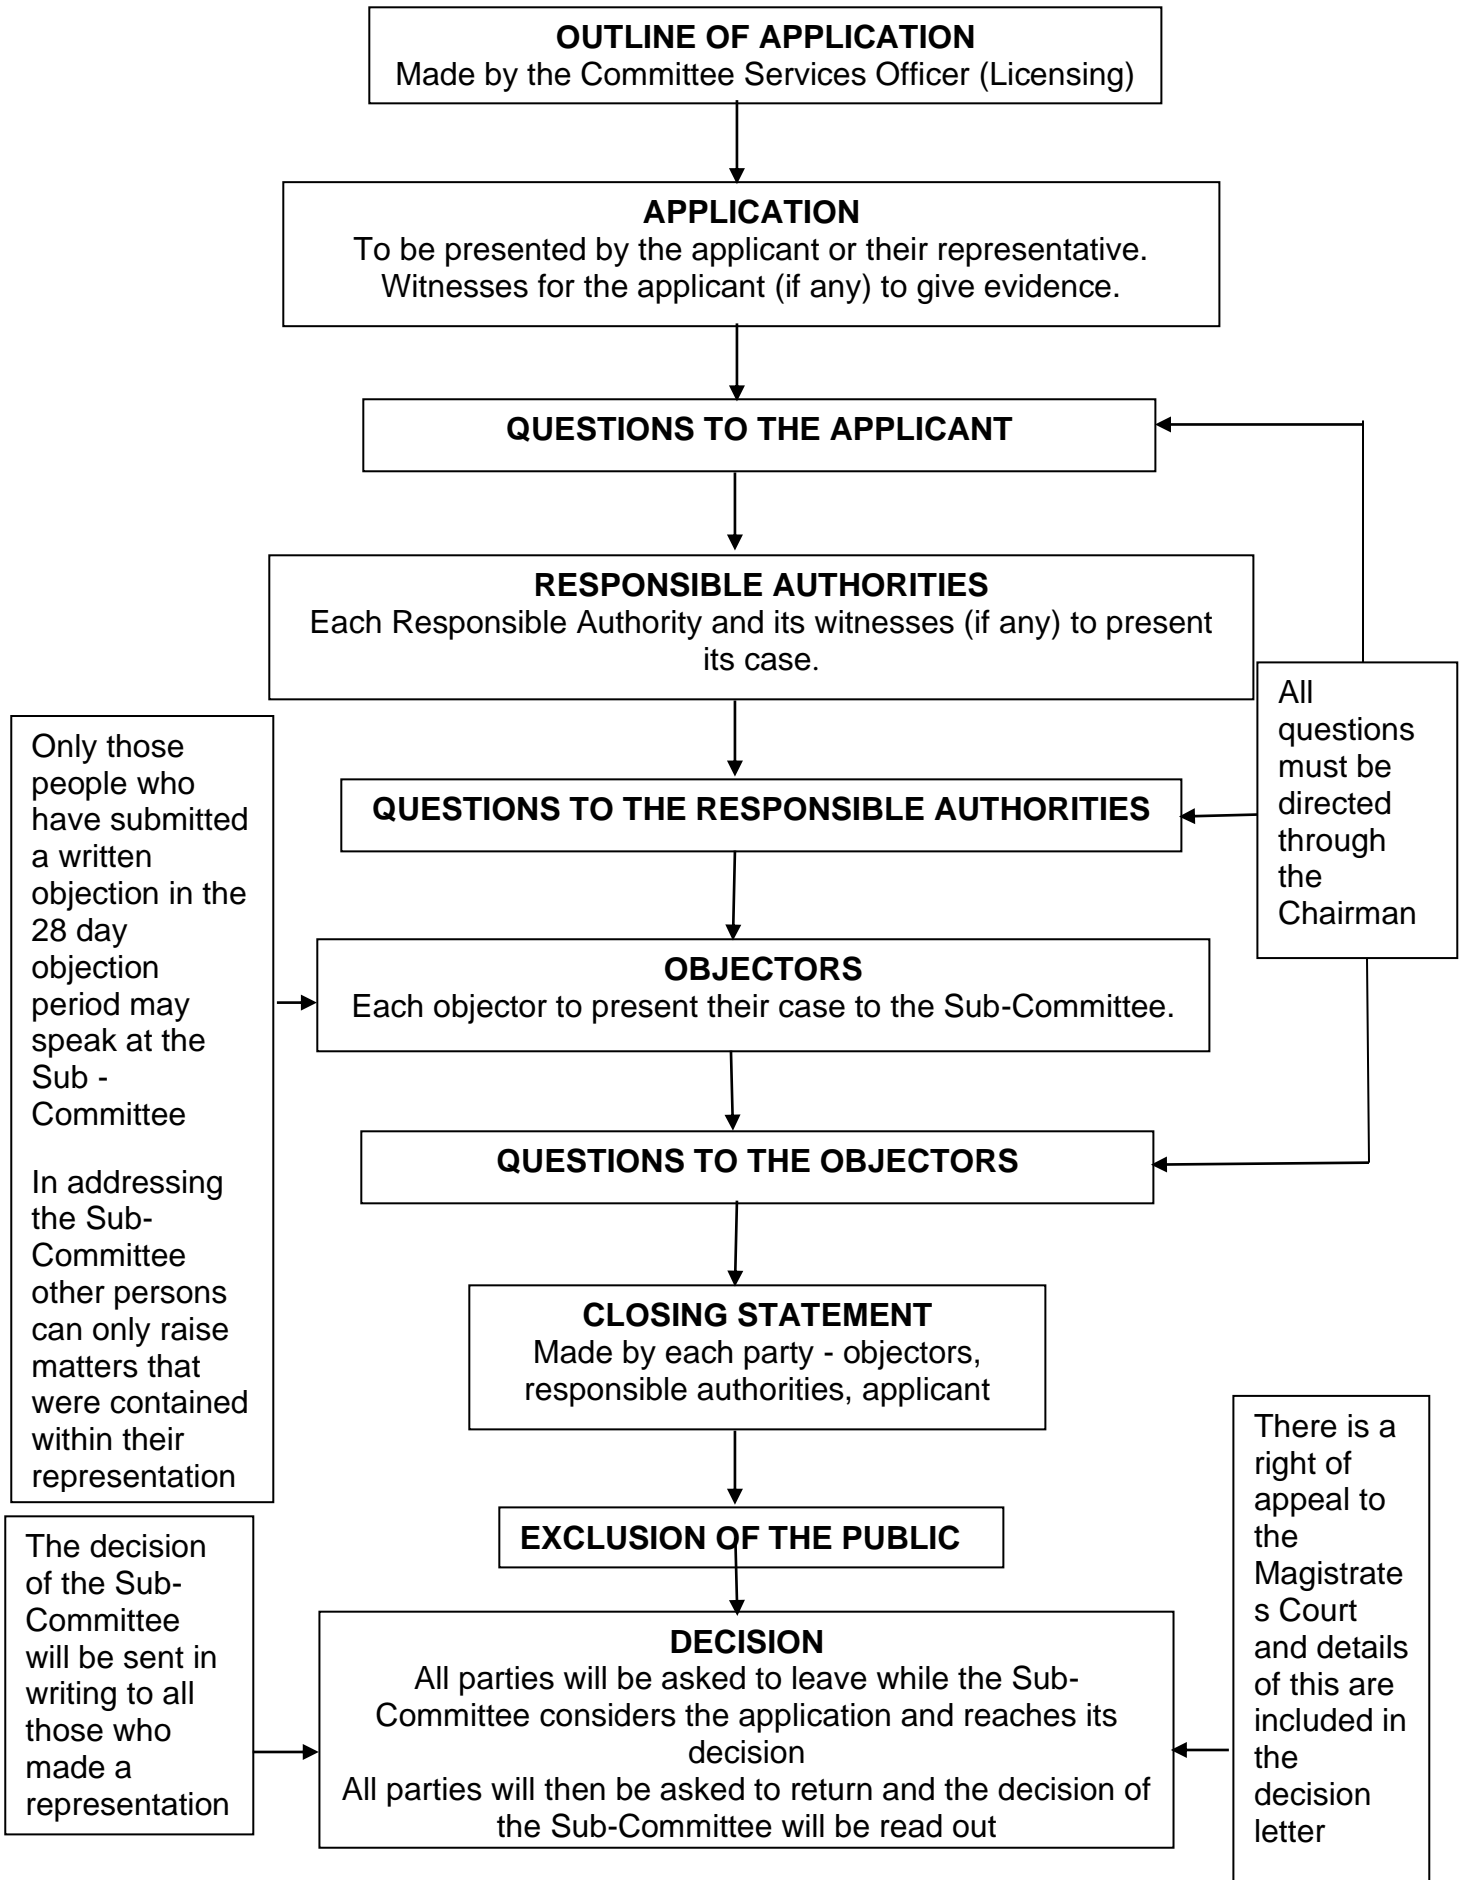 OUTLINE OF APPLICATION
Made by the Committee Services Officer (Licensing)
APPLICATION
To be presented by the applicant or their representative.
Witnesses for the applicant (if any) to give evidence.
QUESTIONS TO THE APPLICANT
RESPONSIBLE AUTHORITIES
Each Responsible Authority and its witnesses (if any) to present
its case.
All
questions
must be
directed
through
the
Chairman
QUESTIONS TO THE RESPONSIBLE AUTHORITIES
Only those
people who
have submitted
a written
objection in the
28 day
objection
period may
speak at the
Sub -
Committee
In addressing
the Sub-
Committee
other persons
can only raise
matters that
were contained
within their
representation
OBJECTORS
Each objector to present their case to the Sub-Committee.
QUESTIONS TO THE OBJECTORS
CLOSING STATEMENT
Made by each party - objectors,
responsible authorities, applicant
EXCLUSION OF THE PUBLIC
The decision
of the Sub-
Committee
will be sent in
writing to all
those who
made a
representation
DECISION
All parties will be asked to leave while the Sub-
Committee considers the application and reaches its
decision
All parties will then be asked to return and the decision of
the Sub-Committee will be read out
There is a
right of
appeal to
the
Magistrate
s Court
and details
of this are
included in
the
decision
letter